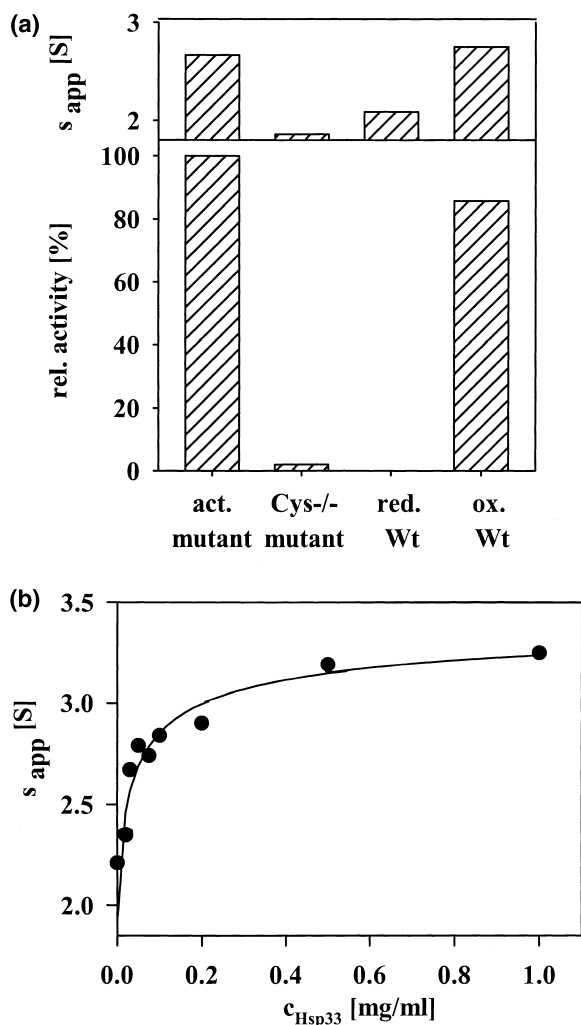 (a)
s app [S]
3
2
rel. activity [%]
100
80
60
40
20
0
act. mutant
Cys-/- mutant
red. Wt
ox. Wt
(b)
s app [S]
3.5
3.0
2.5
2.0
0.0 0.2 0.4 0.6 0.8 1.0
c Hsp33 [mg/ml]